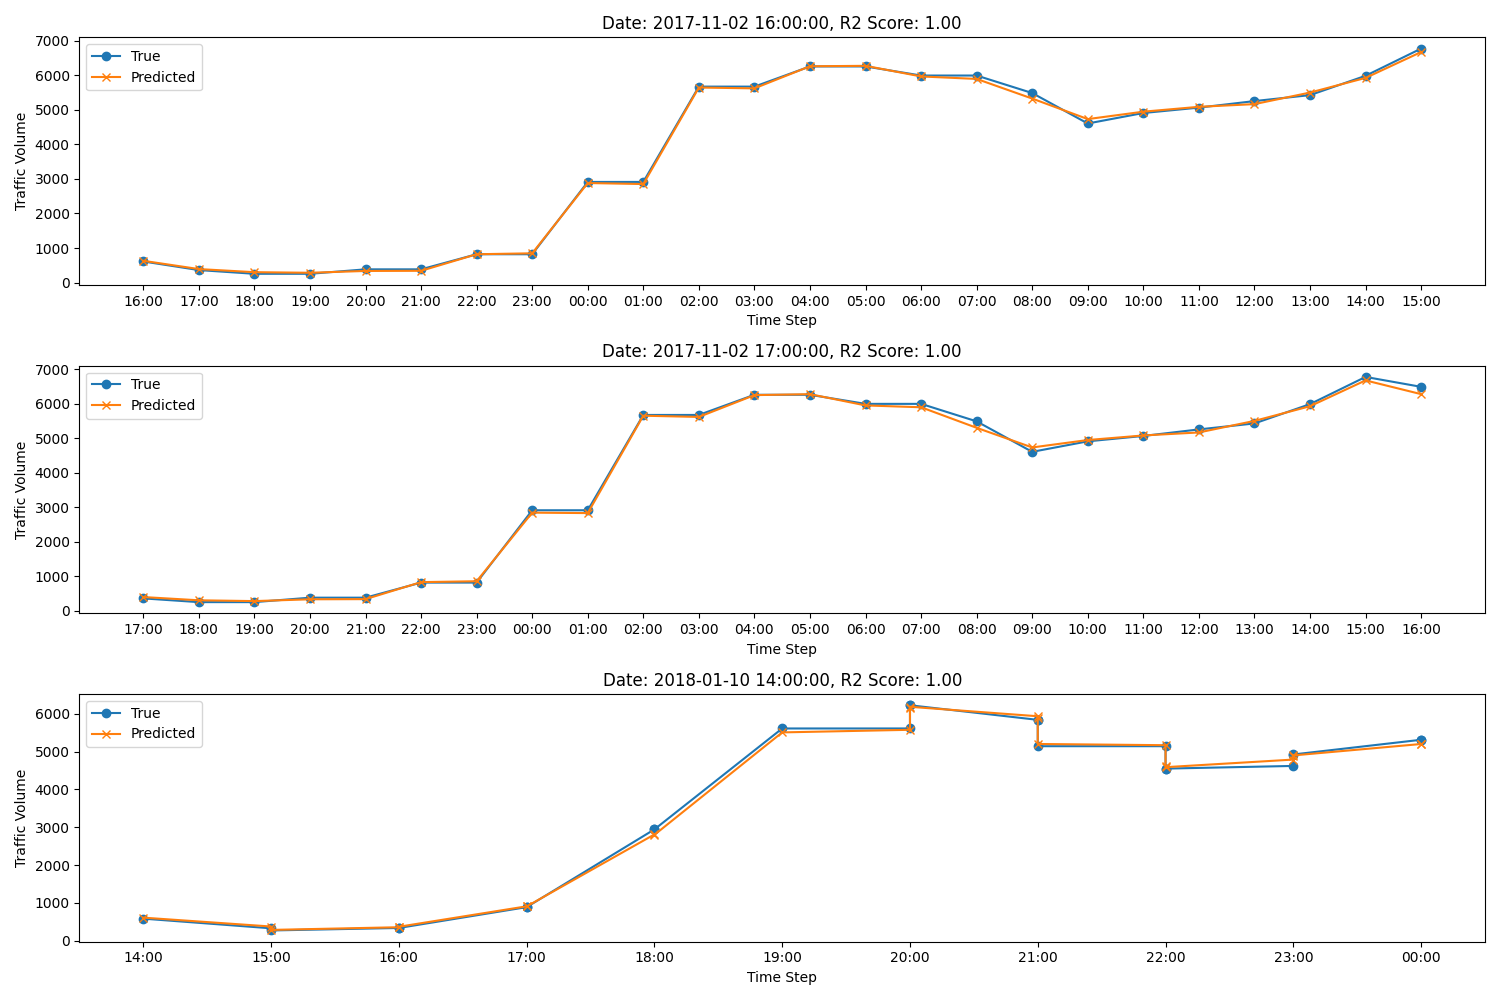 Date: 2017-11-02 16:00:00, R2 Score: 1.00
True
Predicted
Traffic Volume
7000
6000
5000
4000
3000
2000
1000
0
16:00 17:00 18:00 19:00 20:00 21:00 22:00 23:00 00:00 01:00 02:00 03:00 04:00 05:00 06:00 07:00 08:00 09:00 10:00 11:00 12:00 13:00 14:00 15:00
Time Step
Date: 2017-11-02 17:00:00, R2 Score: 1.00
True
Predicted
Traffic Volume
7000
6000
5000
4000
3000
2000
1000
0
17:00 18:00 19:00 20:00 21:00 22:00 23:00 00:00 01:00 02:00 03:00 04:00 05:00 06:00 07:00 08:00 09:00 10:00 11:00 12:00 13:00 14:00 15:00 16:00
Time Step
Date: 2018-01-10 14:00:00, R2 Score: 1.00
True
Predicted
Traffic Volume
6000
5000
4000
3000
2000
1000
0
14:00 15:00 16:00 17:00 18:00 19:00 20:00 21:00 22:00 23:00 00:00
Time Step